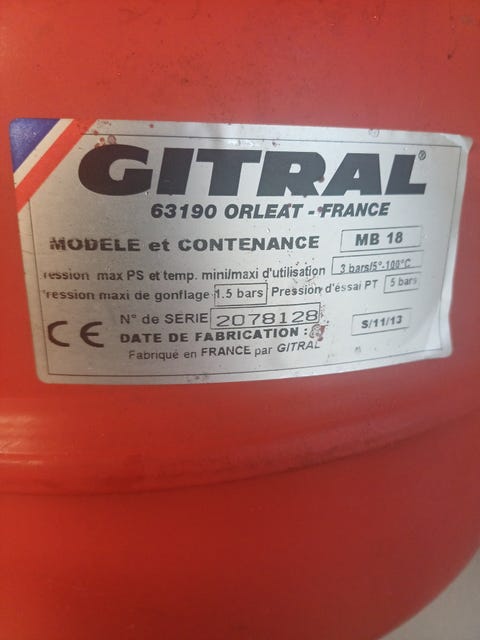 GITRAL®
63190 ORLEAT - FRANCE
MODELE et CONTENANCE MB 18
ression max PS et temp. mini/maxi d'utilisation 3 bars/5°-100°C
ression maxi de gonflage 1.5 bars Pression d'éssai PT 5 bars
CE N° de SERIE 2078128
DATE DE FABRICATION : S/11/13
Fabriqué en FRANCE par GITRAL